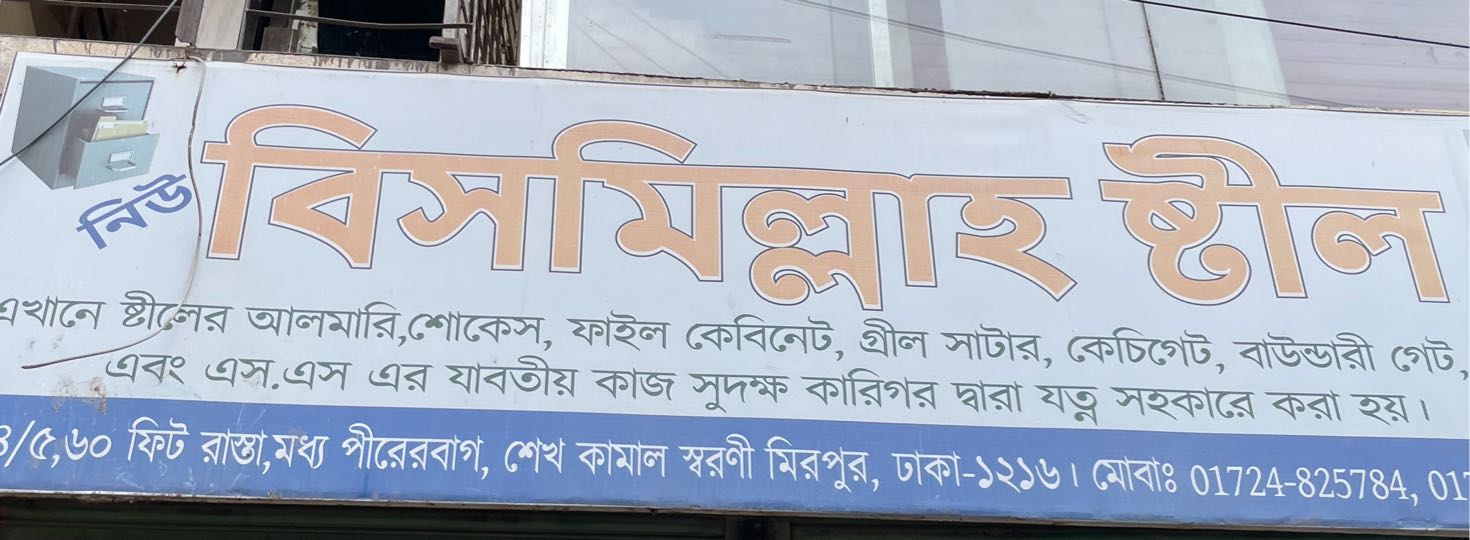 নিউ
বিসমিল্লাহ ষ্টীল
এখানে ষ্টীলের আলমারি,শোকেস, ফাইল কেবিনেট, গ্রীল সাটার, কেচিগেট, বাউন্ডারী গেট,
এবং এস.এস এর যাবতীয় কাজ সুদক্ষ কারিগর দ্বারা যত্ন সহকারে করা হয়।
/৫,৬০ ফিট রাস্তা,মধ্য পীরেরবাগ, শেখ কামাল স্বরণী মিরপুর, ঢাকা-১২১৬। মোবাঃ 01724-825784, 01